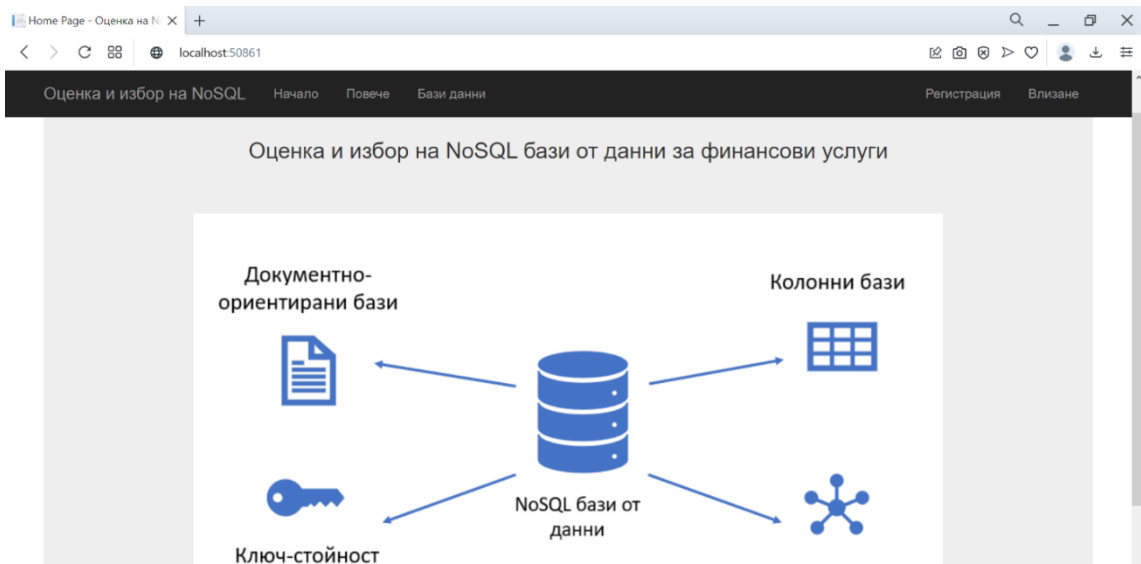 Home Page - Оценка на N
localhost:50861
Оценка и избор на NoSQL Начало Повече Бази данни Регистрация Влизане
Оценка и избор на NoSQL бази от данни за финансови услуги
Документно-
ориентирани бази
Колонни бази
NoSQL бази от
данни
Ключ-стойност